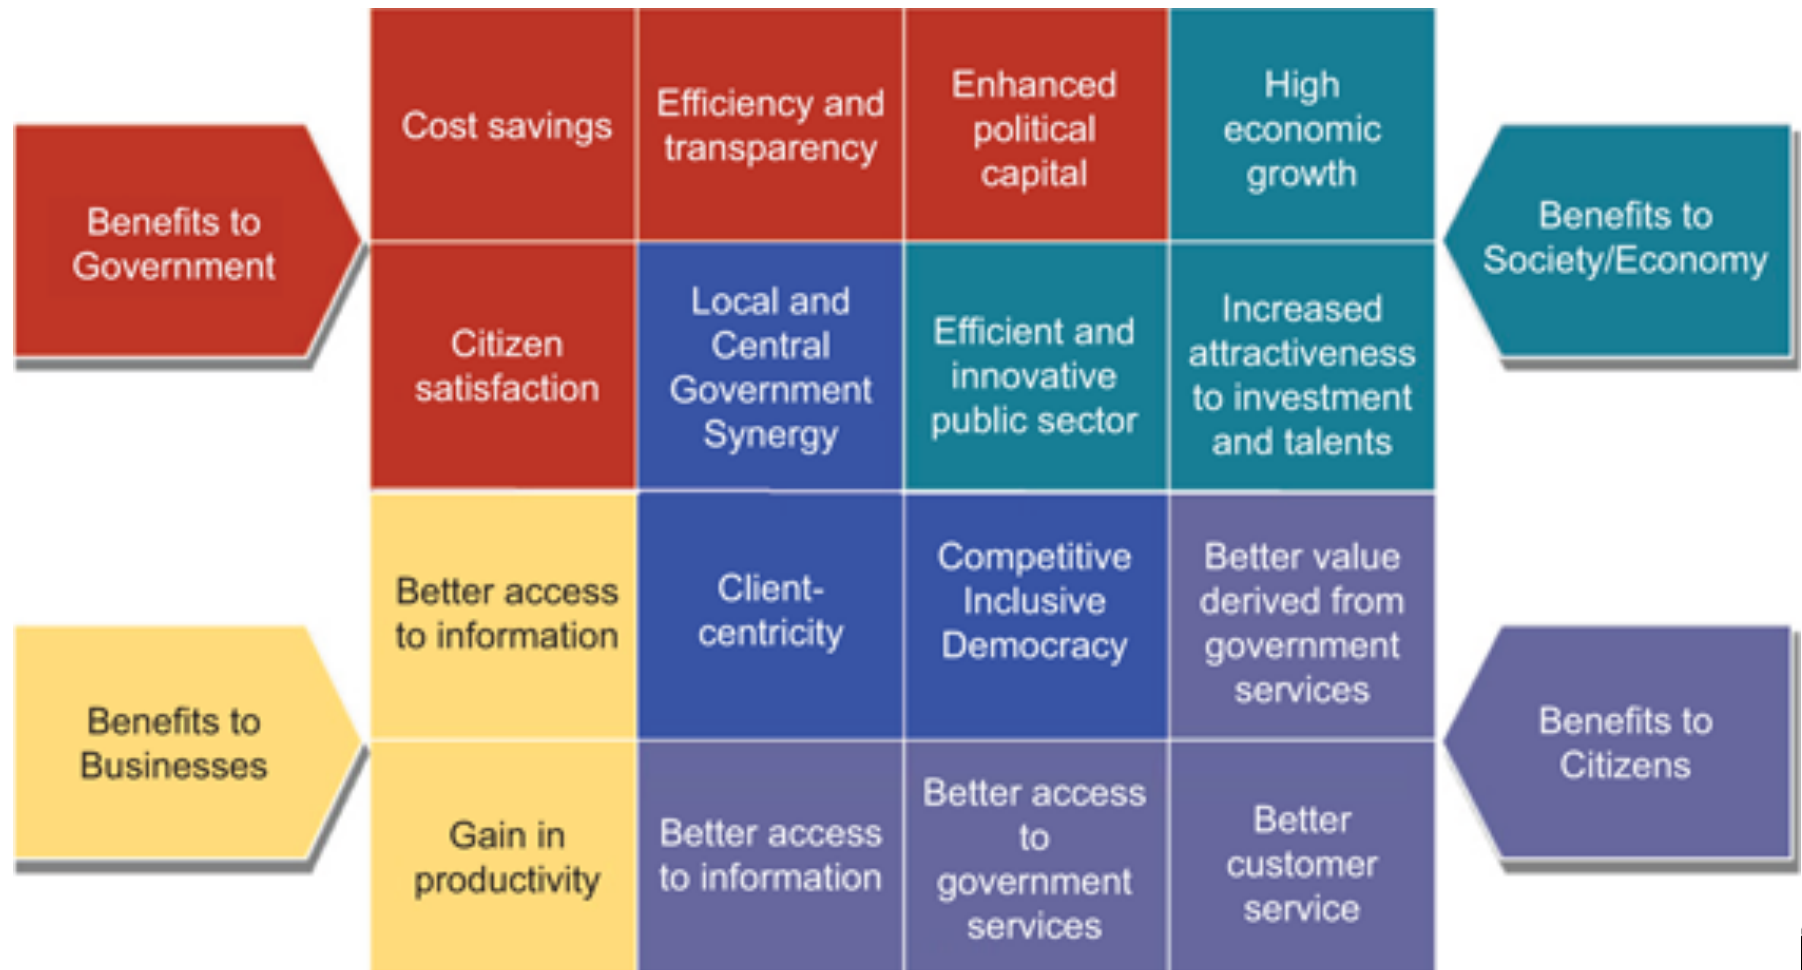 Benefits to
Government
Cost savings
Efficiency and
transparency
Enhanced
political
capital
High
economic
growth
Benefits to
Society/Economy
Citizen
satisfaction
Local and
Central
Government
Synergy
Efficient and
innovative
public sector
Increased
attractiveness
to investment
and talents
Benefits to
Businesses
Better access
to information
Client-
centricity
Competitive
Inclusive
Democracy
Better value
derived from
government
services
Benefits to
Citizens
Gain in
productivity
Better access
to information
Better access
to
government
services
Better
customer
service